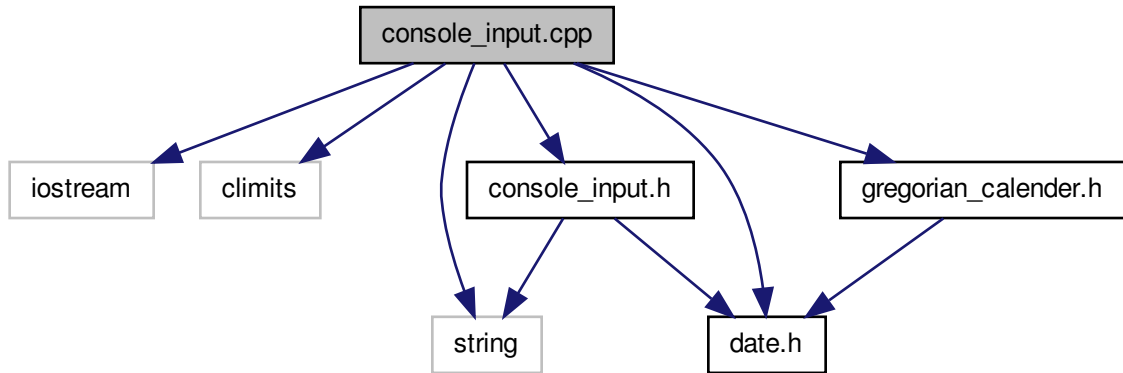 console_input.cpp
iostream
climits
console_input.h
gregorian_calender.h
string
date.h